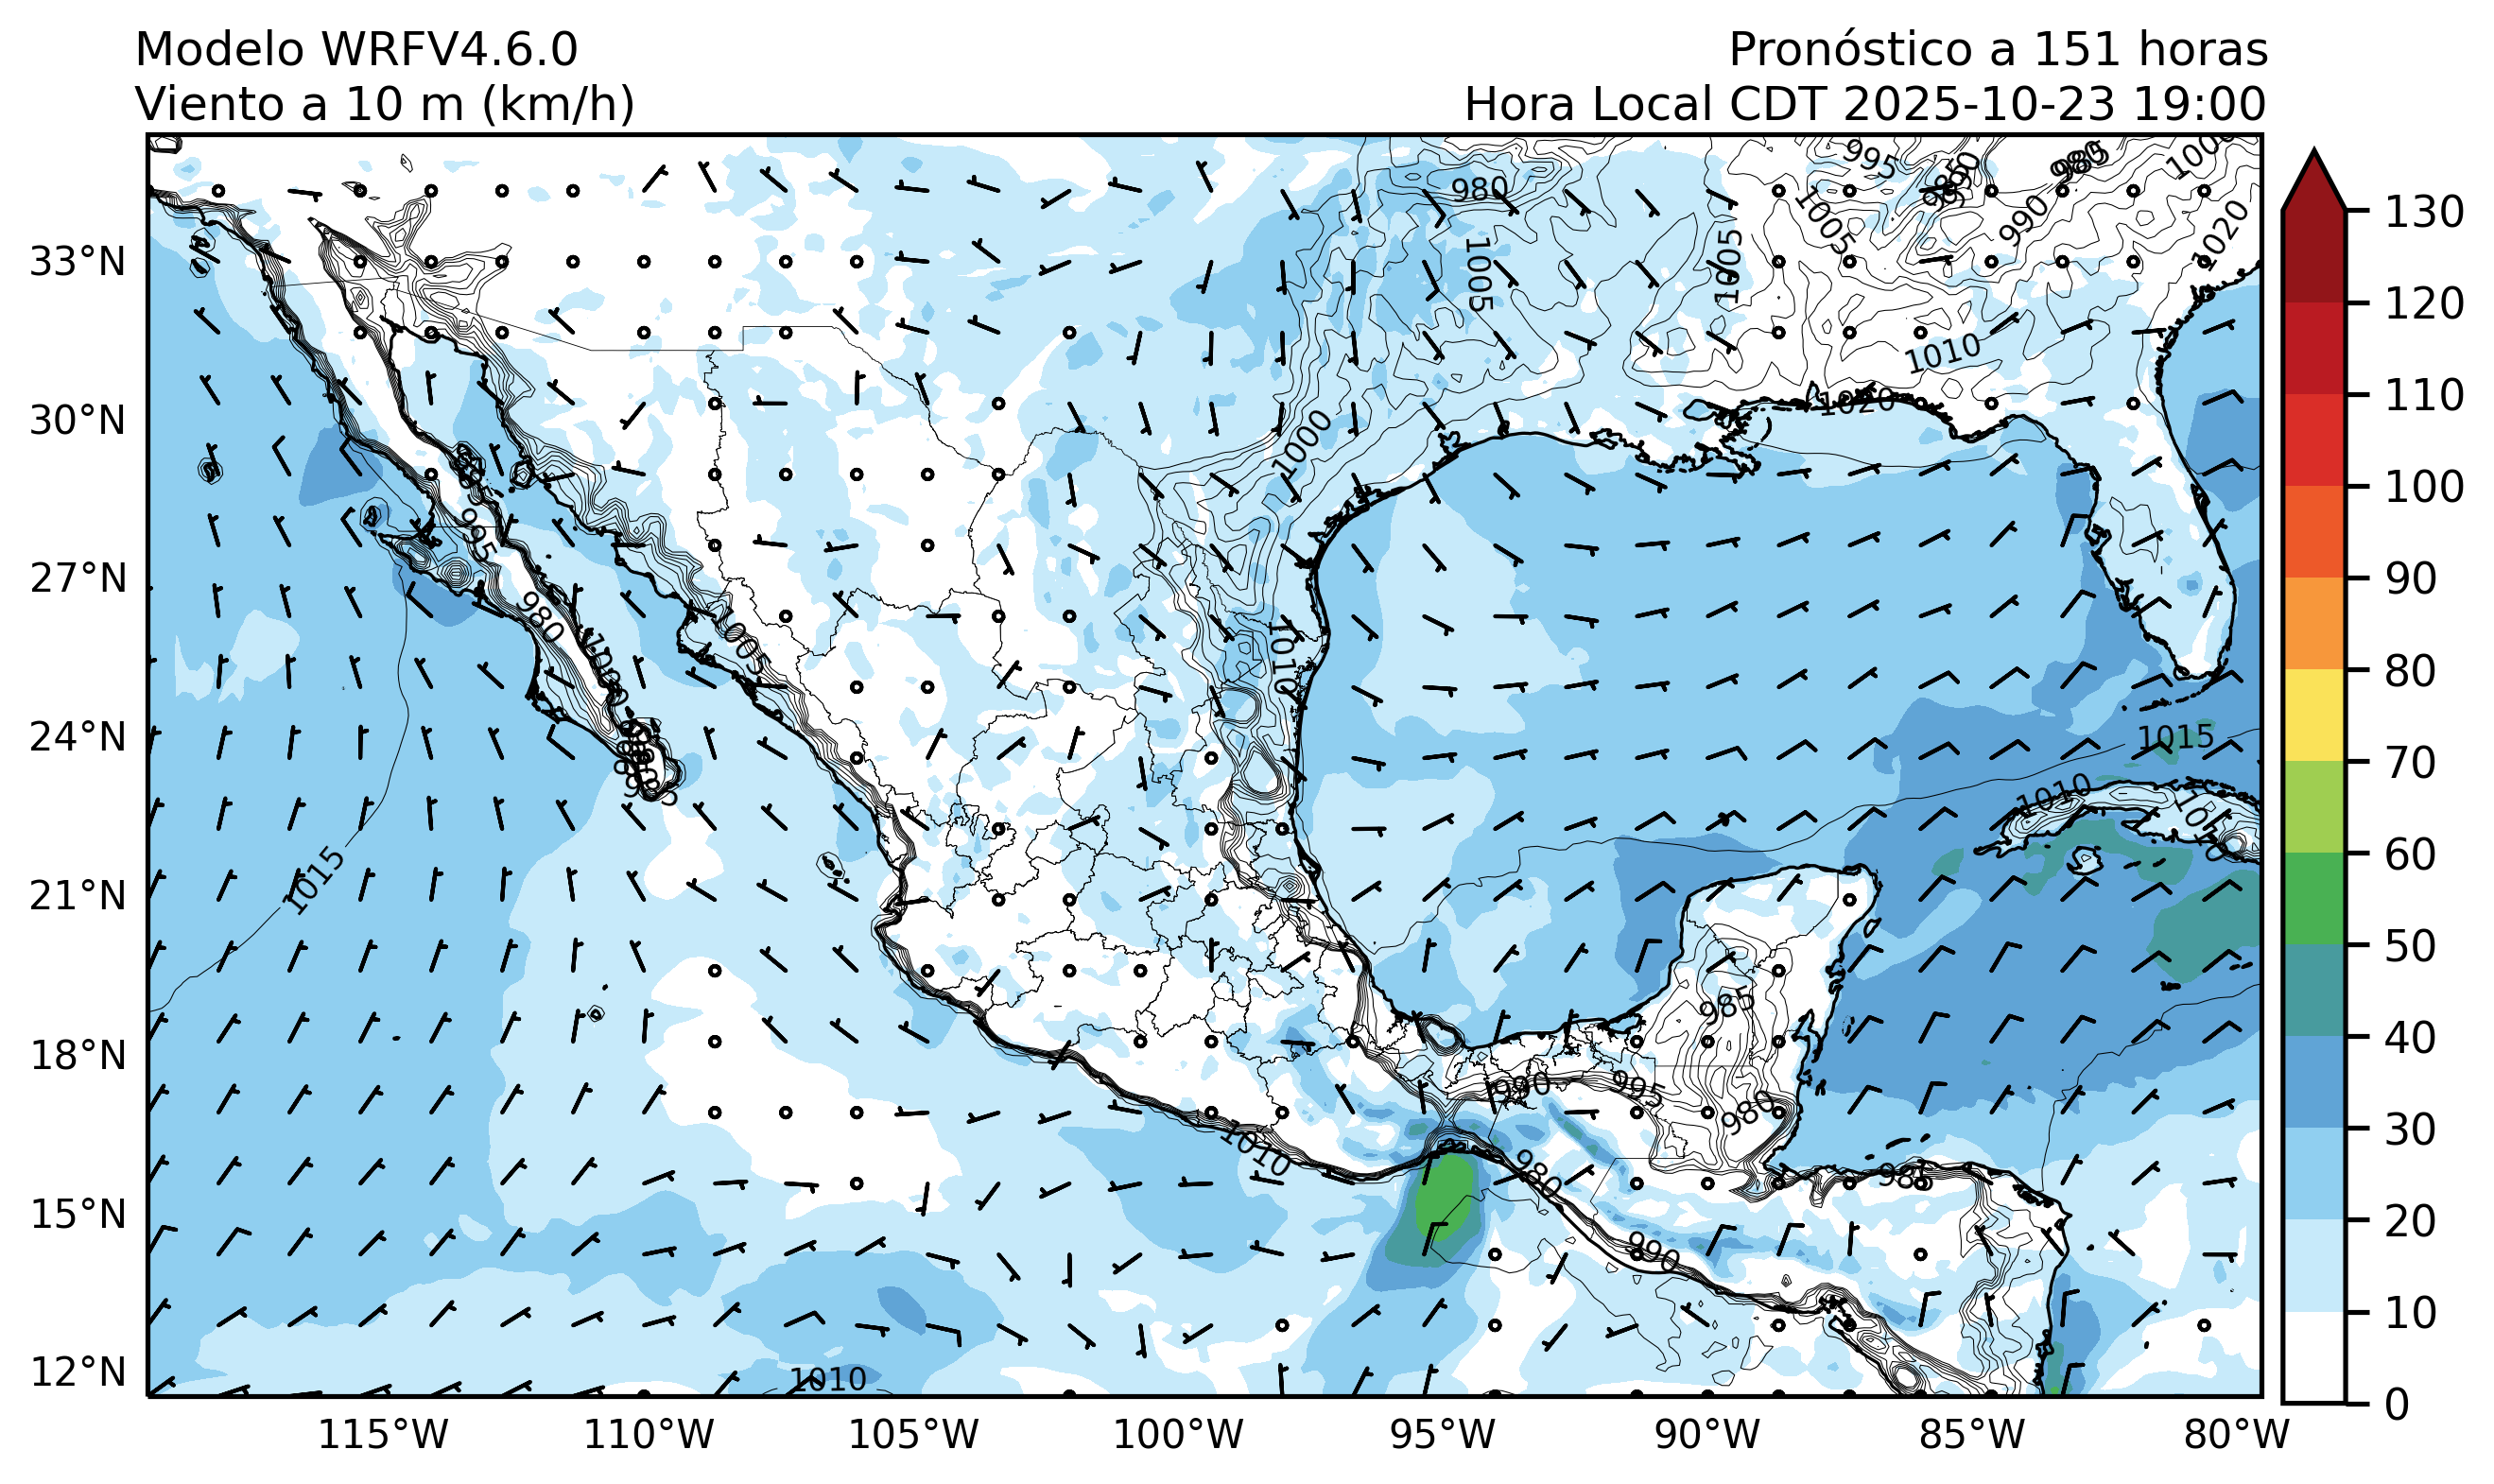 Modelo WRFV4.6.0
Viento a 10 m (km/h)
Pronóstico a 151 horas
Hora Local CDT 2025-10-23 19:00
33°N
30°N
27°N
24°N
21°N
18°N
15°N
12°N
115°W
110°W
105°W
100°W
95°W
90°W
85°W
80°W
130
120
110
100
90
80
70
60
50
40
30
20
10
0
980
995
985
1005
1005
1005
990
1020
1010
1020
1000
995
980
1000
1005
1010
1015
1015
1010
1010
985
990
995
980
1010
980
990
1010